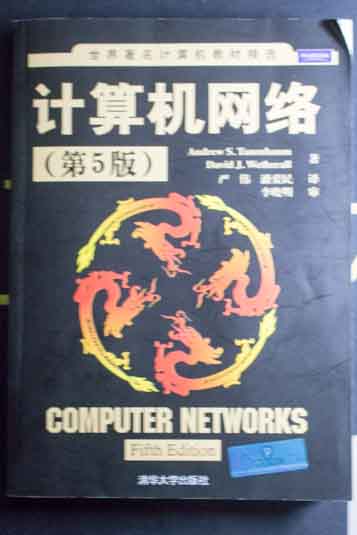 世界著名计算机教材精选
PEARSON
计算机网络
(第5版)
Andrew S. Tanenbaum
David J. Wetherall 著
严 伟 潘爱民 译
审
COMPUTER NETWORKS
Fifth Edition
清华大学出版社